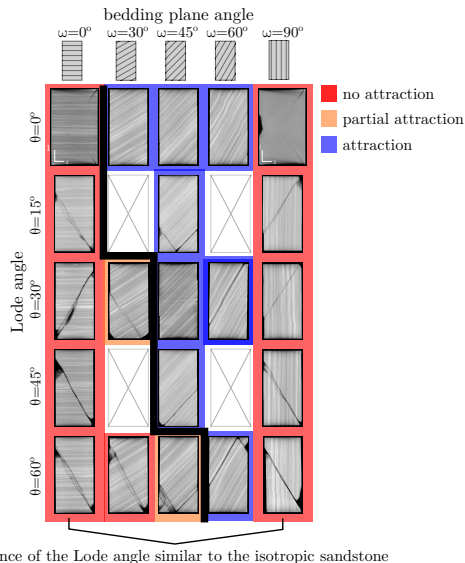 bedding plane angle
ω=0° ω=30° ω=45° ω=60° ω=90°
no attraction
partial attraction
attraction
Lode angle
θ=0°
θ=15°
θ=30°
θ=45°
θ=60°
nce of the Lode angle similar to the isotropic sandstone